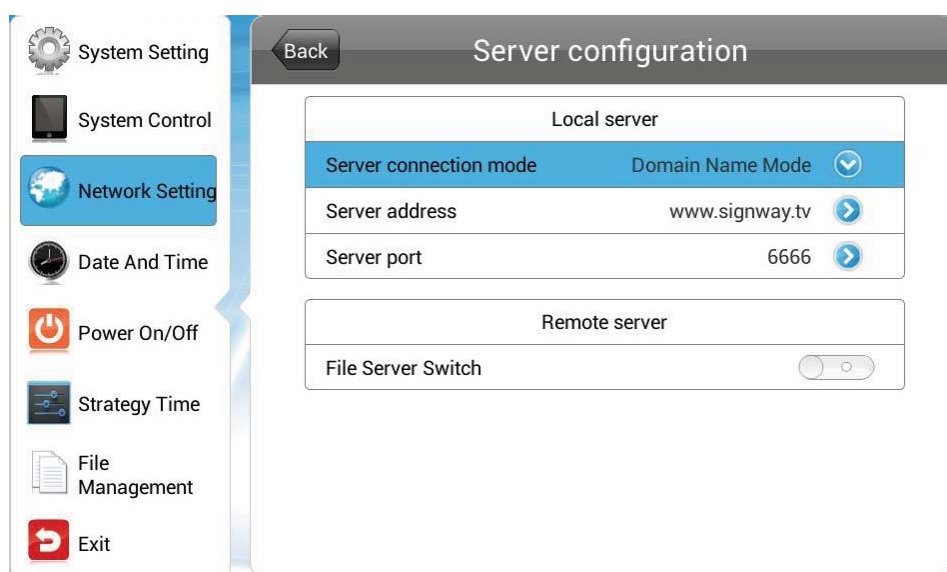 System Setting
System Control
Network Setting
Date And Time
Power On/Off
Strategy Time
File
Management
Exit
Back
Server configuration
Local server
Server connection mode Domain Name Mode
Server address www.signway.tv
Server port 6666
Remote server
File Server Switch